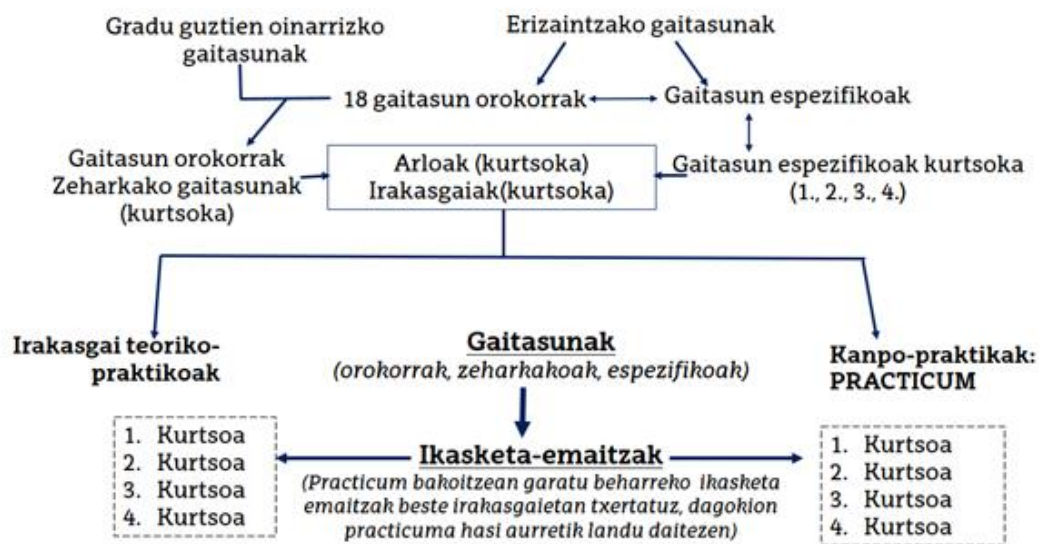 Gradu guztien oinarrizko
gaitasunak
Erizaintzako gaitasunak
18 gaitasun orokorrak
Gaitasun espezifikoak
Gaitasun orokorrak
Zeharkako gaitasunak
(kurtsoka)
Arloak (kurtsoka)
Irakasgaiak(kurtsoka)
Gaitasun espezifikoak kurtsoka
(1., 2., 3., 4.)
Irakasgai teoriko-
praktikoak
Gaitasunak
(orokorrak, zeharkakoak, espezifikoak)
Kanpo-praktikak:
PRACTICUM
1. Kurtsoa
2. Kurtsoa
3. Kurtsoa
4. Kurtsoa
Ikasketa-emaitzak
(Practicum bakoitzean garatu beharreko ikasketa
emaitzak beste irakasgaietan txertatuz, dagokion
practicuma hasi aurretik landu daitezen)
1. Kurtsoa
2. Kurtsoa
3. Kurtsoa
4. Kurtsoa